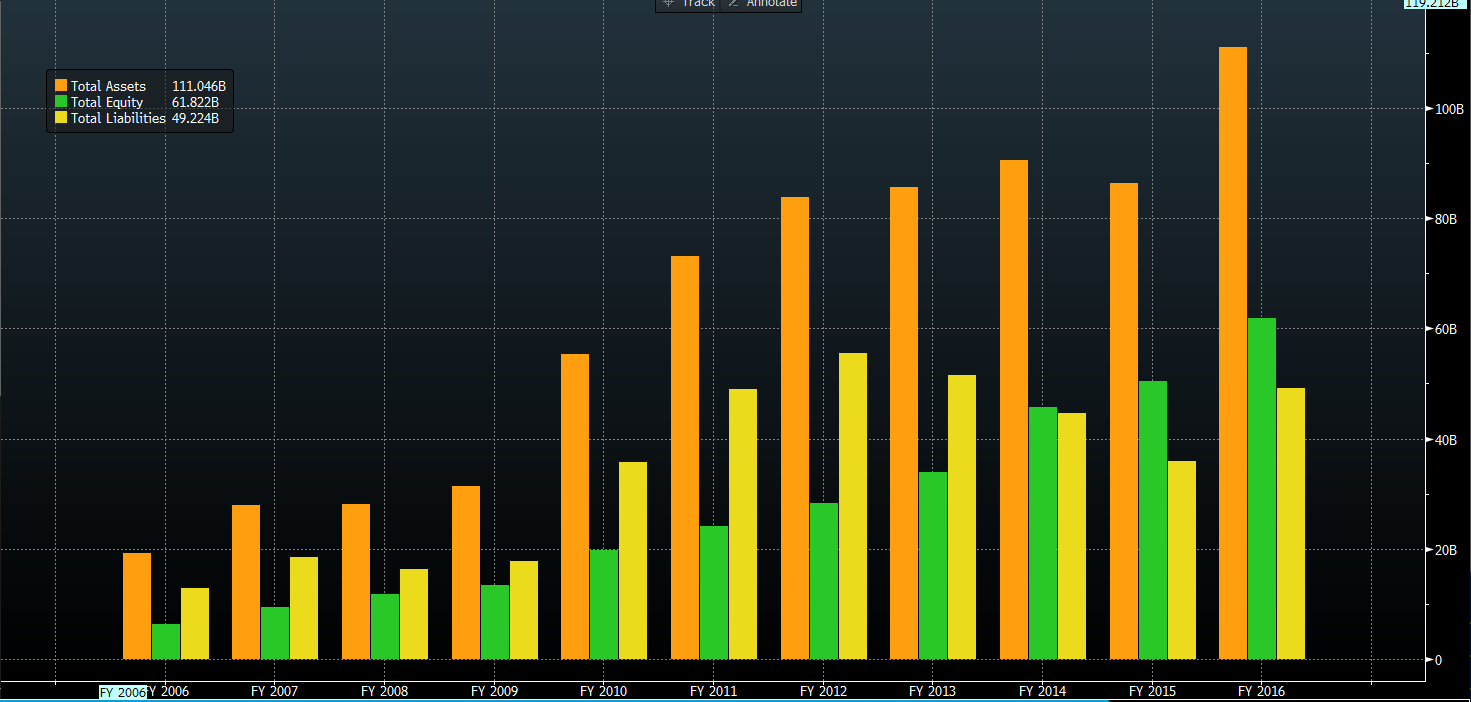 Track Annotate
119.212B
Total Assets 111.046B
Total Equity 61.822B
Total Liabilities 49.224B
100B
80B
60B
40B
20B
0
FY 2006 FY 2006 FY 2007 FY 2008 FY 2009 FY 2010 FY 2011 FY 2012 FY 2013 FY 2014 FY 2015 FY 2016